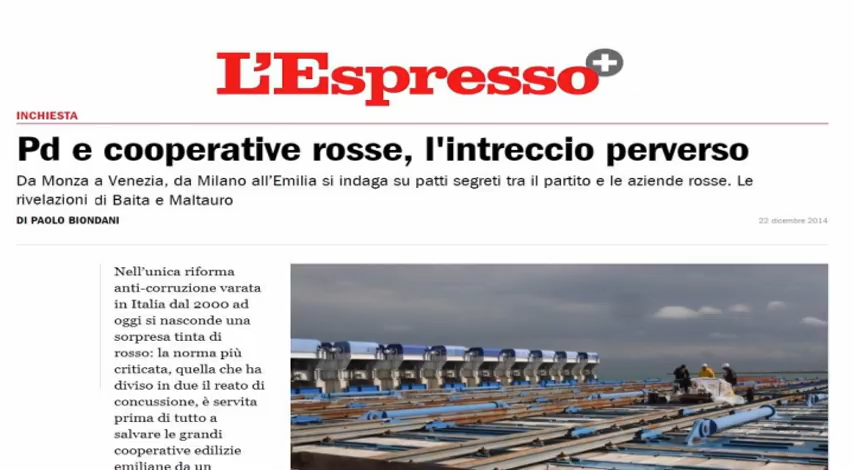 L'Espresso+
INCHIESTA
Pd e cooperative rosse, l'intreccio perverso
Da Monza a Venezia, da Milano all'Emilia si indaga su patti segreti tra il partito e le aziende rosse. Le
rivelazioni di Baita e Maltauro
DI PAOLO BIONDANI
22 dicembre 2014
Nell'unica riforma
anti-corruzione varata
in Italia dal 2000 ad
oggi si nasconde una
sorpresa tinta di
rosso: la norma più
criticata, quella che ha
diviso in due il reato di
concussione, è servita
prima di tutto a
salvare le grandi
cooperative edilizie
emiliane da un